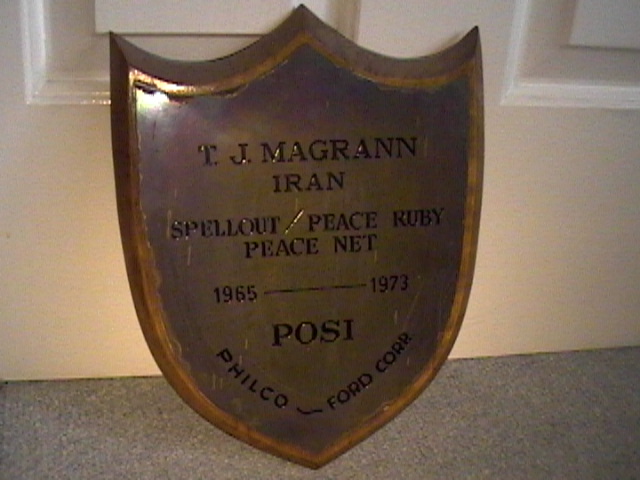 T. J. MAGRANN
IRAN
SPELLOUT / PEACE RUBY
PEACE NET
1965 — 1973
POSI
PHILCO — FORD CORP